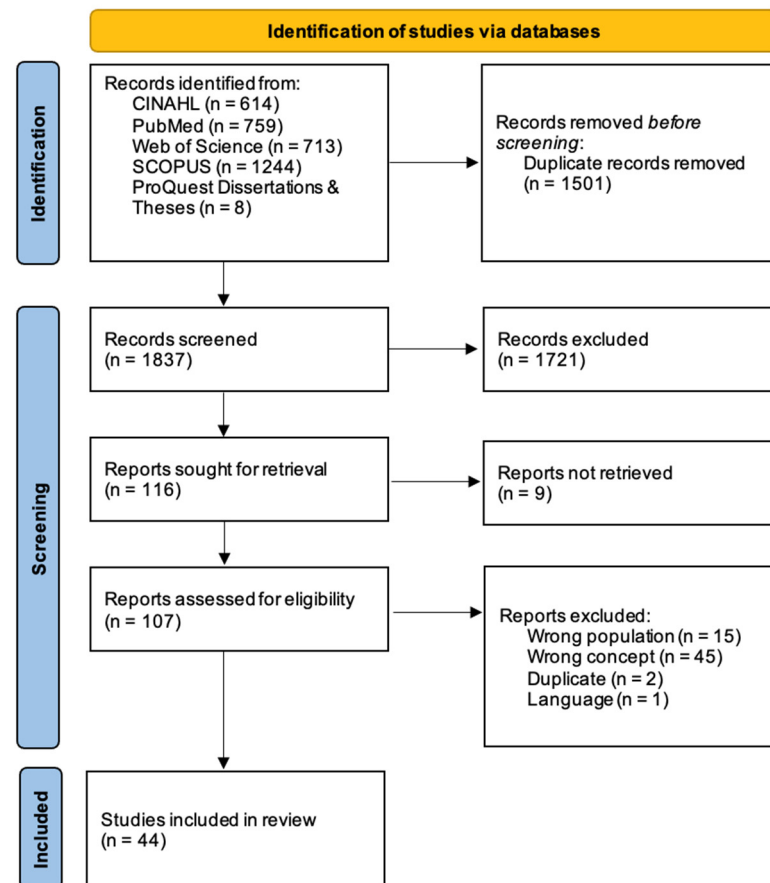 Identification of studies via databases
Identification
Records identified from:
CINAHL (n = 614)
PubMed (n = 759)
Web of Science (n = 713)
SCOPUS (n = 1244)
ProQuest Dissertations &
Theses (n = 8)
Records removed before
screening:
Duplicate records removed
(n = 1501)
Screening
Records screened
(n = 1837)
Records excluded
(n = 1721)
Reports sought for retrieval
(n = 116)
Reports not retrieved
(n = 9)
Reports assessed for eligibility
(n = 107)
Reports excluded:
Wrong population (n = 15)
Wrong concept (n = 45)
Duplicate (n = 2)
Language (n = 1)
Included
Studies included in review
(n = 44)